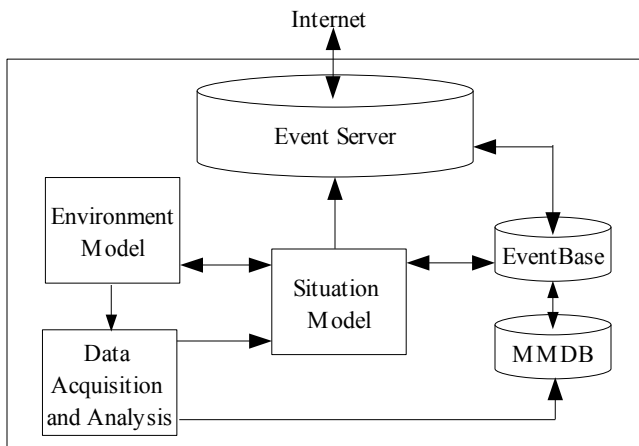 Internet
Event Server
Environment
Model
Situation
Model
EventBase
MMDB
Data
Acquisition
and Analysis